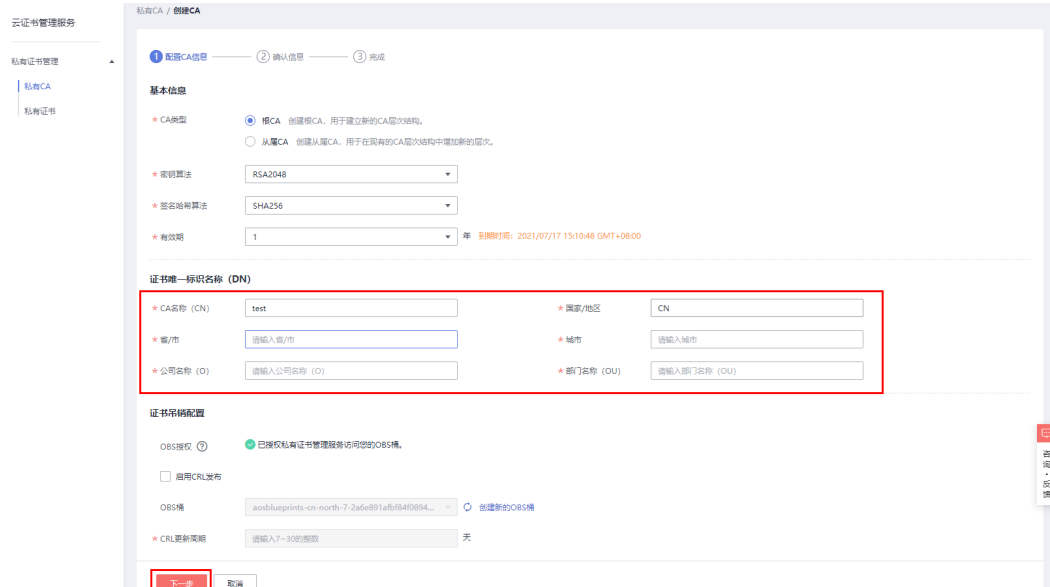 私有CA / 创建CA
云证书管理服务
私有证书管理
私有CA
私有证书
1 配置CA信息 2 确认信息 3 完成
基本信息
* CA类型 根CA 创建根CA，用于建立新的CA层次结构。
从属CA 创建从属CA，用于在现有的CA层次结构中增加新的层次。
* 密钥算法 RSA2048
* 签名哈希算法 SHA256
* 有效期 1 年 到期时间：2021/07/17 15:10:48 GMT+08:00
证书唯一标识名称（DN）
* CA名称（CN） test * 国家/地区 CN
* 省/市 请输入省/市 * 城市 请输入城市
* 公司名称（O） 请输入公司名称（O） * 部门名称（OU） 请输入部门名称（OU）
证书吊销配置
OBS授权 ? 已授权私有证书管理服务访问您的OBS桶。
启用CRL发布
OBS桶 aosblueprints-cn-north-7-2a6e891afbf84f0894... 创建新的OBS桶
* CRL更新周期 请输入7~30的整数 天
下一步 取消
咨询·反馈